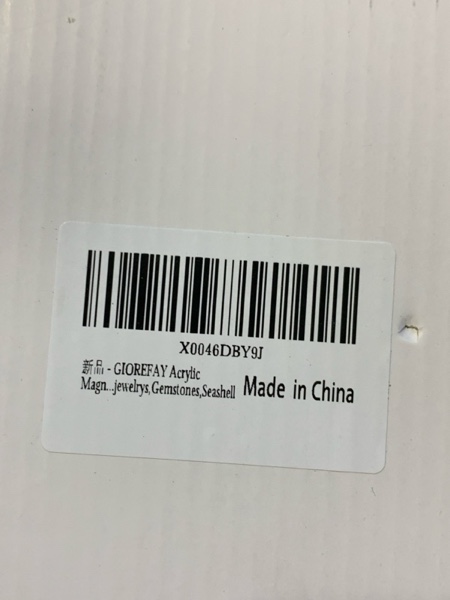 X0046DBY9J
新品 - GIOREFAY Acrylic
Magn...jewelrys,Gemstones,Seashell
Made in China